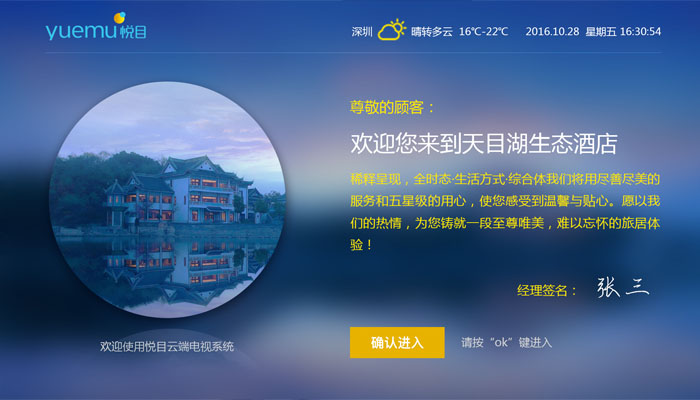 yuemu悦目
深圳 晴转多云 16℃-22℃ 2016.10.28 星期五 16:30:54
尊敬的顾客：
欢迎您来到天目湖生态酒店
稀释呈现，全时态·生活方式·综合体我们将用尽善尽美的
服务和五星级的用心，使您感受到温馨与贴心。愿以我
们的热情，为您铸就一段至尊唯美，难以忘怀的旅居体
验！
经理签名： 张三
欢迎使用悦目云端电视系统
确认进入 请按“ok”键进入